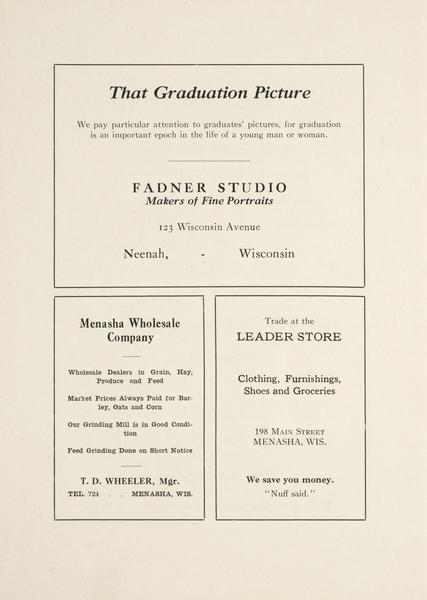 That Graduation Picture
We pay particular attention to graduates' pictures, for graduation
is an important epoch in the life of a young man or woman.
FADNER STUDIO
Makers of Fine Portraits
123 Wisconsin Avenue
Neenah, - Wisconsin
Menasha Wholesale
Company
Wholesale Dealers in Grain, Hay,
Produce and Feed
Market Prices Always Paid for Bar-
ley, Oats and Corn
Our Grinding Mill is in Good Condi-
tion
Feed Grinding Done on Short Notice
T. D. WHEELER, Mgr.
TEL. 724 . . MENASHA, WIS.
Trade at the
LEADER STORE
Clothing, Furnishings,
Shoes and Groceries
198 MAIN STREET
MENASHA, WIS.
We save you money.
"Nuff said."